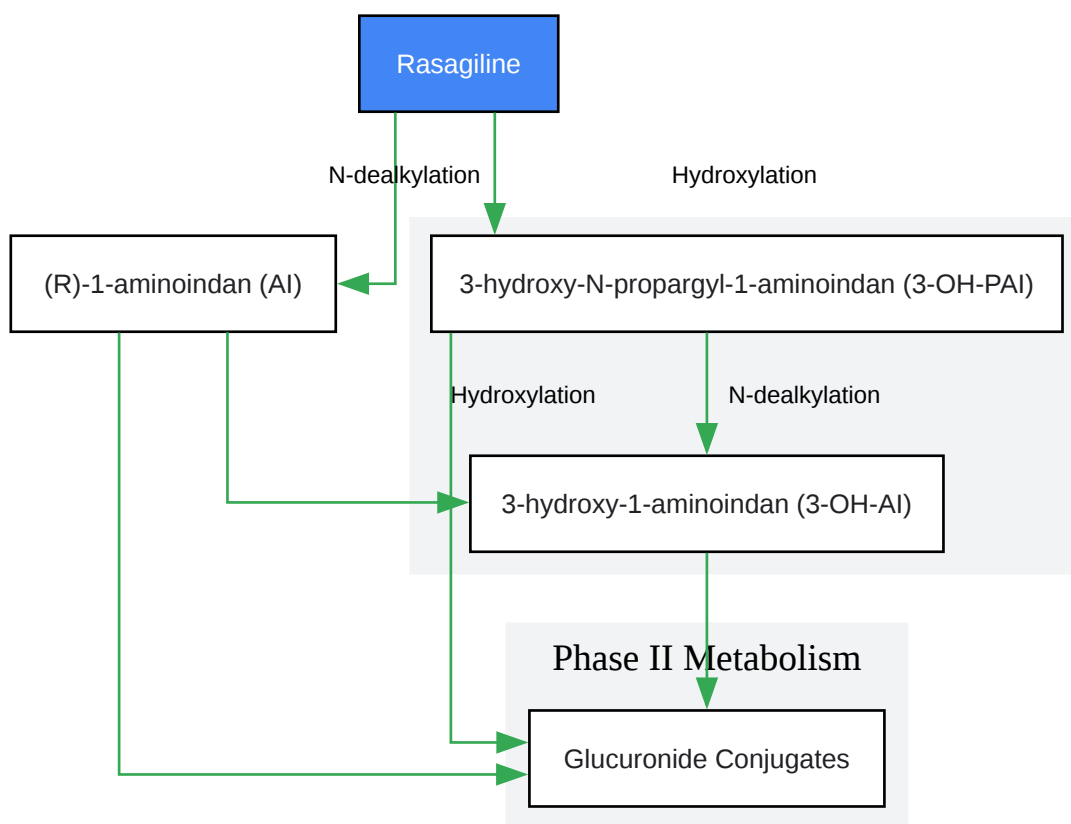 Rasagiline
N-dealkylation
Hydroxylation
(R)-1-aminoindan (AI)
3-hydroxy-N-propargyl-1-aminoindan (3-OH-PAI)
Hydroxylation
N-dealkylation
3-hydroxy-1-aminoindan (3-OH-AI)
Phase II Metabolism
Glucuronide Conjugates